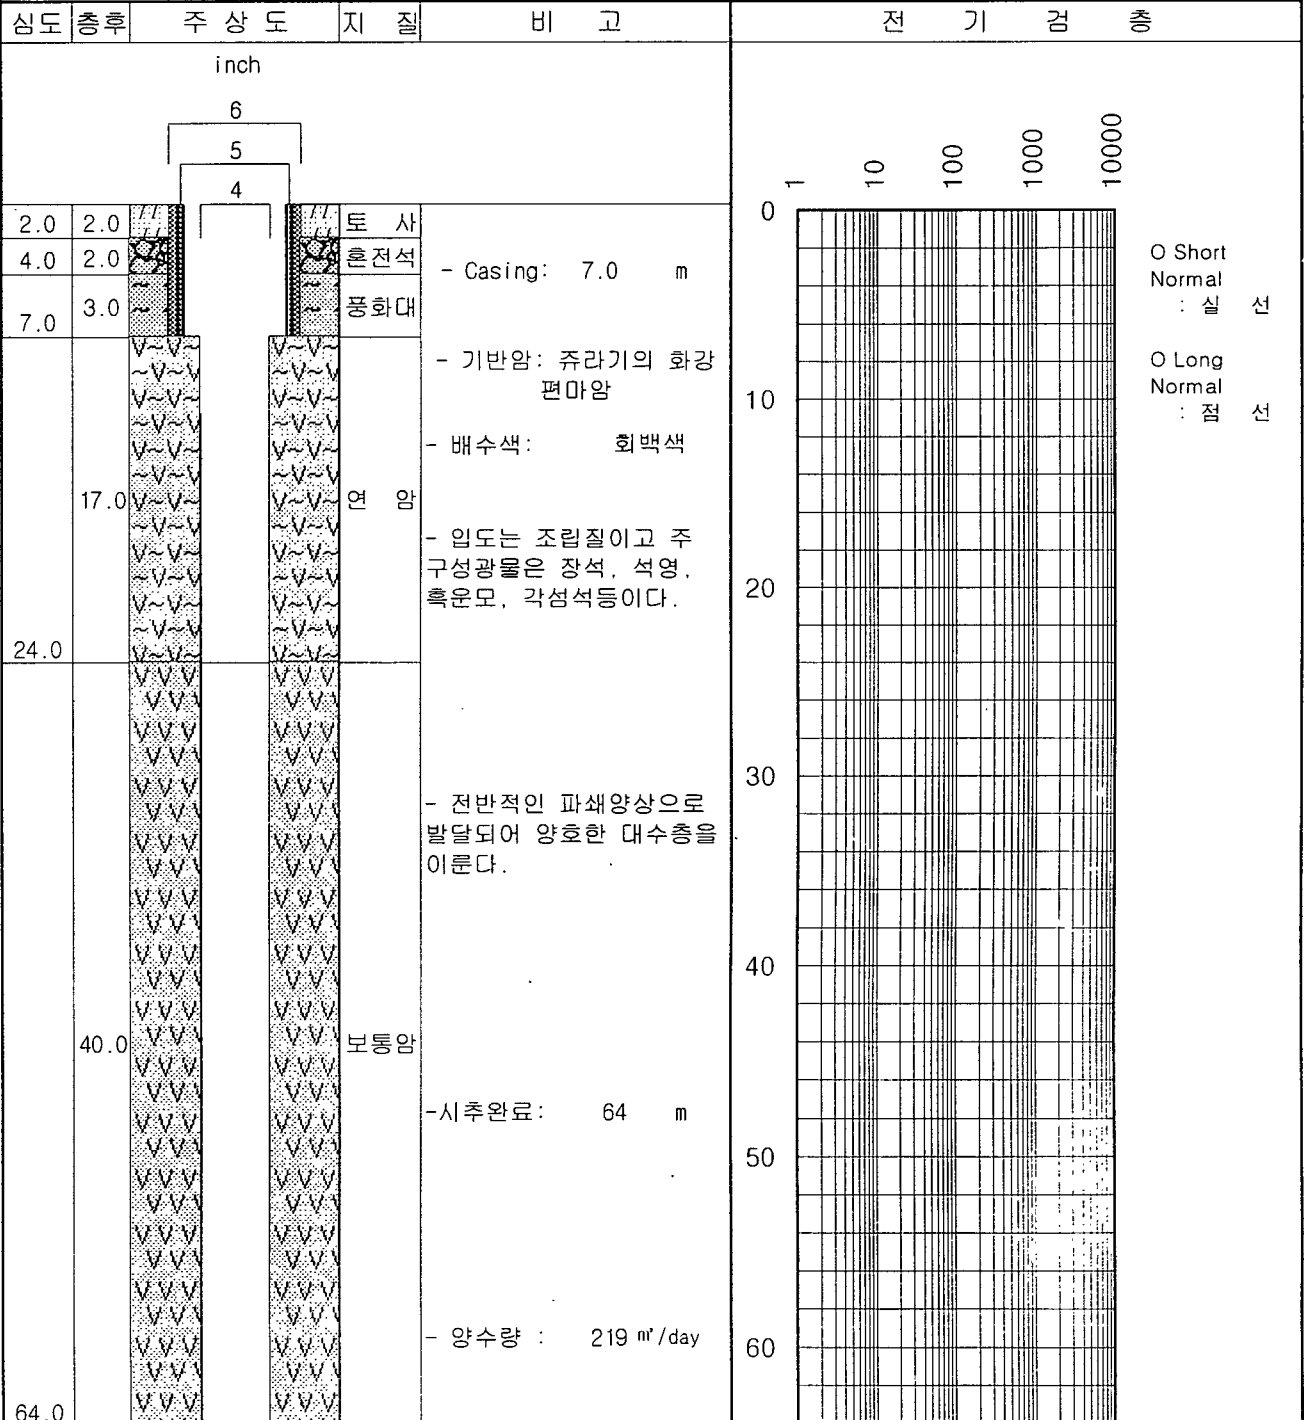 심도 층후 주 상 도 지 질 비 고 전 기 검 층
inch
6
5
4
2.0 2.0 토 사
4.0 2.0 혼전석
7.0 3.0 풍화대
17.0 연 암
24.0
40.0 보통암
64.0
- Casing: 7.0 m
- 기반암: 쥬라기의 화강
편마암
- 배수색: 회백색
- 입도는 조립질이고 주
구성광물은 장석, 석영,
흑운모, 각섬석등이다.
- 전반적인 파쇄양상으로
발달되어 양호한 대수층을
이룬다.
-시추완료: 64 m
- 양수량 : 219 ㎥/day
1 10 100 1000 10000
0
10
20
30
40
50
60
O Short
Normal
: 실 선
O Long
Normal
: 점 선